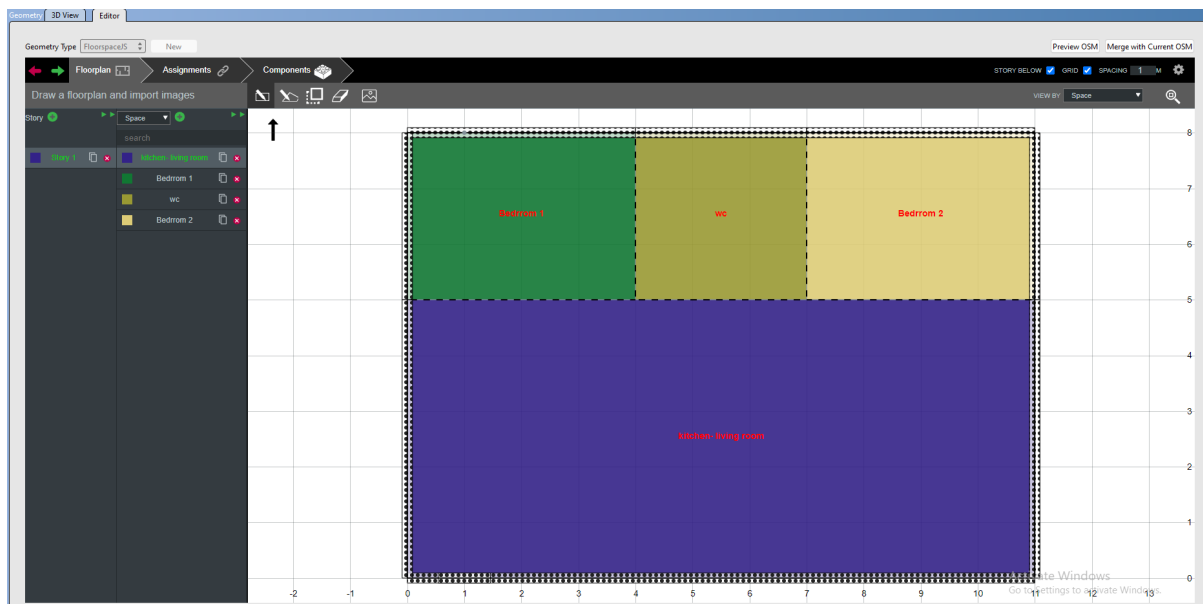 Geometry 3D View Editor
Geometry Type FloorspaceJS New Preview OSM Merge with Current OSM
Floorplan Assignments Components STORY BELOW GRID SPACING 1 M
Draw a floorplan and import images VIEW BY Space
Story Space
search
Story 1 kitchen- living room
Bedrrom 1
wc
Bedrrom 2
8
7
Bedrrom 1 wc Bedrrom 2
6
5
4
3
kitchen- living room
2
1
0
Activate Windows
Go to Settings to activate Windows.
-2 -1 0 1 2 3 4 5 6 7 8 9 10 11 12 13